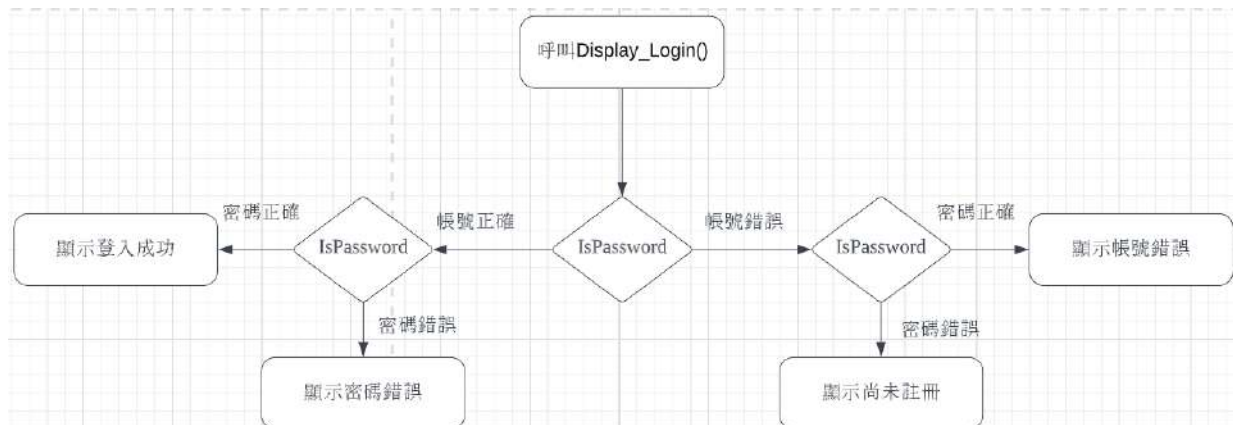 呼叫Display_Login()
密碼正確
帳號正確
帳號錯誤
密碼正確
顯示登入成功
IsPassword
IsPassword
IsPassword
顯示帳號錯誤
密碼錯誤
密碼錯誤
顯示密碼錯誤
顯示尚未註冊